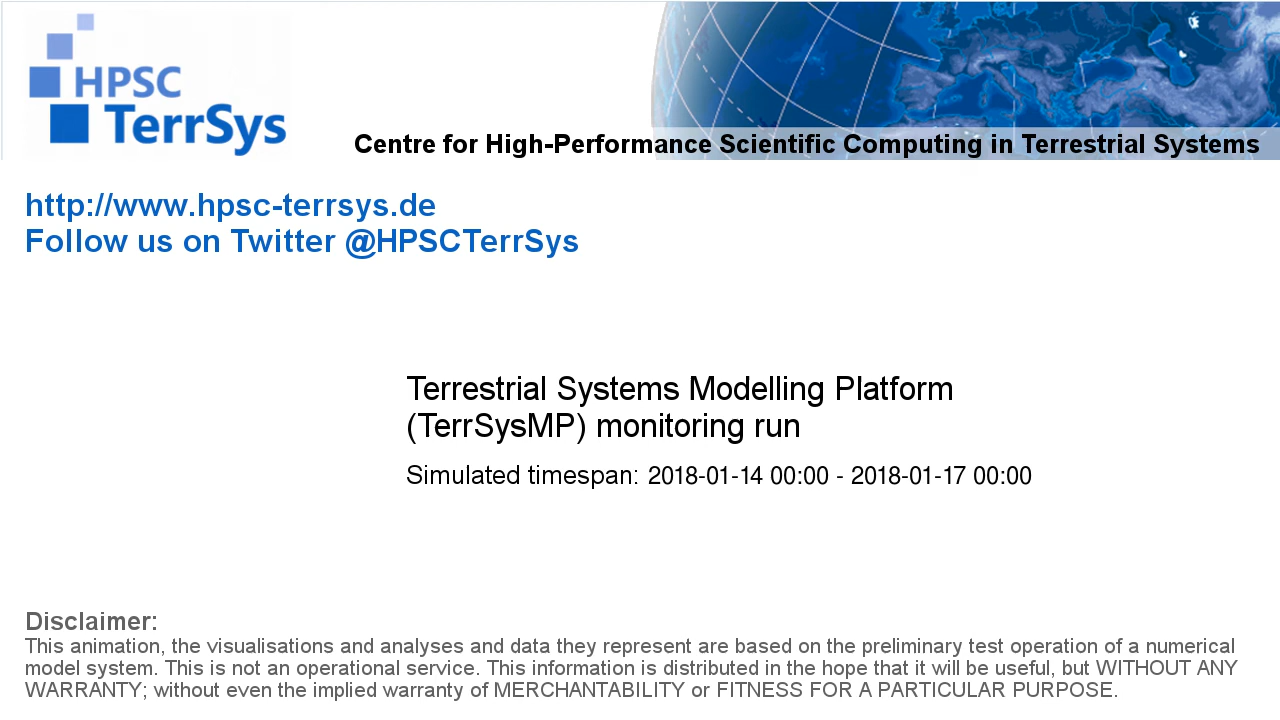 HPSC
TerrSys
Centre for High-Performance Scientific Computing in Terrestrial Systems
http://www.hpsc-terrsys.de
Follow us on Twitter @HPSCTerrSys
Terrestrial Systems Modelling Platform
(TerrSysMP) monitoring run
Simulated timespan: 2018-01-14 00:00 - 2018-01-17 00:00
Disclaimer:
This animation, the visualisations and analyses and data they represent are based on the preliminary test operation of a numerical
model system. This is not an operational service. This information is distributed in the hope that it will be useful, but WITHOUT ANY
WARRANTY; without even the implied warranty of MERCHANTABILITY or FITNESS FOR A PARTICULAR PURPOSE.